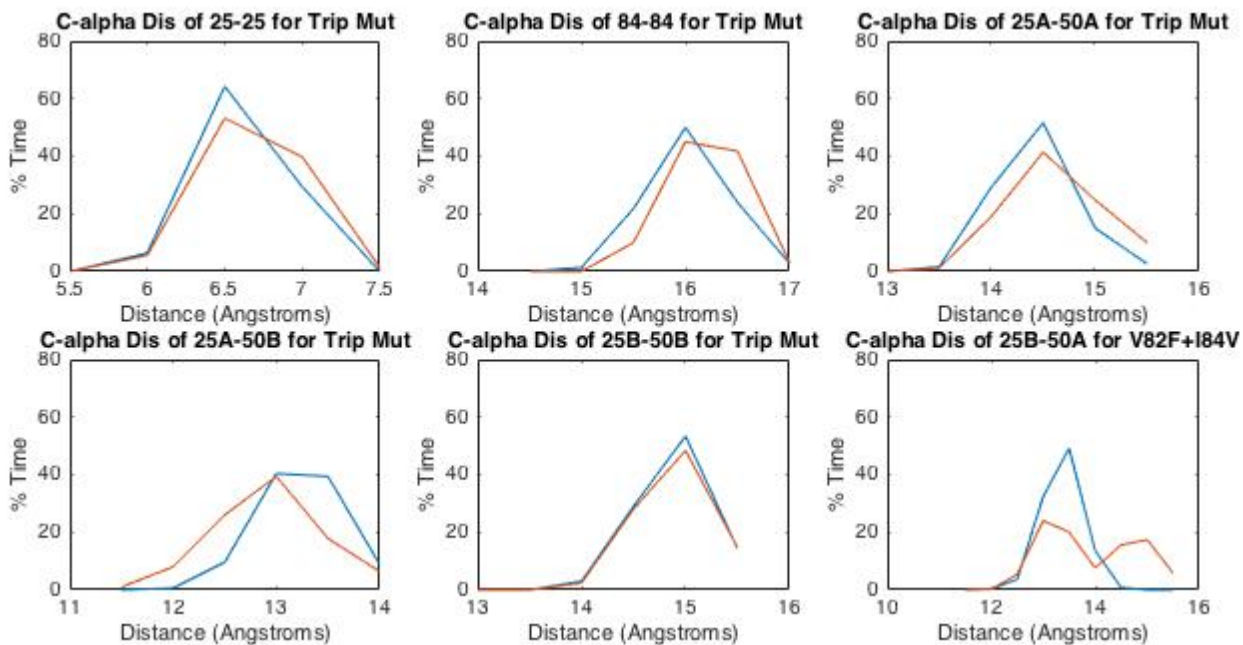 C-alpha Dis of 25-25 for Trip Mut
C-alpha Dis of 84-84 for Trip Mut
C-alpha Dis of 25A-50A for Trip Mut
80
60
40
20
0
% Time
5.5 6 6.5 7 7.5
Distance (Angstroms)
80
60
40
20
0
% Time
14 15 16 17
Distance (Angstroms)
80
60
40
20
0
% Time
13 14 15 16
Distance (Angstroms)
C-alpha Dis of 25A-50B for Trip Mut
C-alpha Dis of 25B-50B for Trip Mut
C-alpha Dis of 25B-50A for V82F+I84V
80
60
40
20
0
% Time
11 12 13 14
Distance (Angstroms)
80
60
40
20
0
% Time
13 14 15 16
Distance (Angstroms)
80
60
40
20
0
% Time
10 12 14 16
Distance (Angstroms)